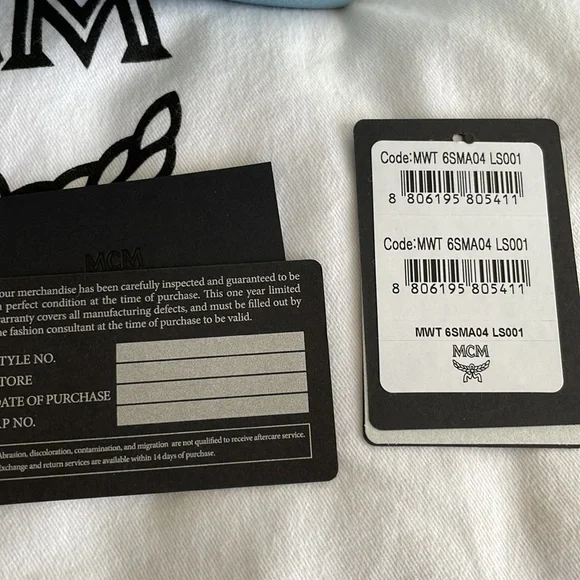 CM
MCM
our merchandise has been carefully inspected and guaranteed to be
perfect condition at the time of purchase. This one year limited
arranty covers all manufacturing defects, and must be filled out by
e fashion consultant at the time of purchase to be valid.
TYLE NO.
TORE
DATE OF PURCHASE
AP NO.
Abrasion, discoloration, contamination, and migration are not qualified to receive aftercare service.
Exchange and return services are available within 14 days of purchase.
Code:MWT 6SMA04 LS001
8 806195 805411
Code:MWT 6SMA04 LS001
8 806195 805411
MWT 6SMA04 LS001
MCM